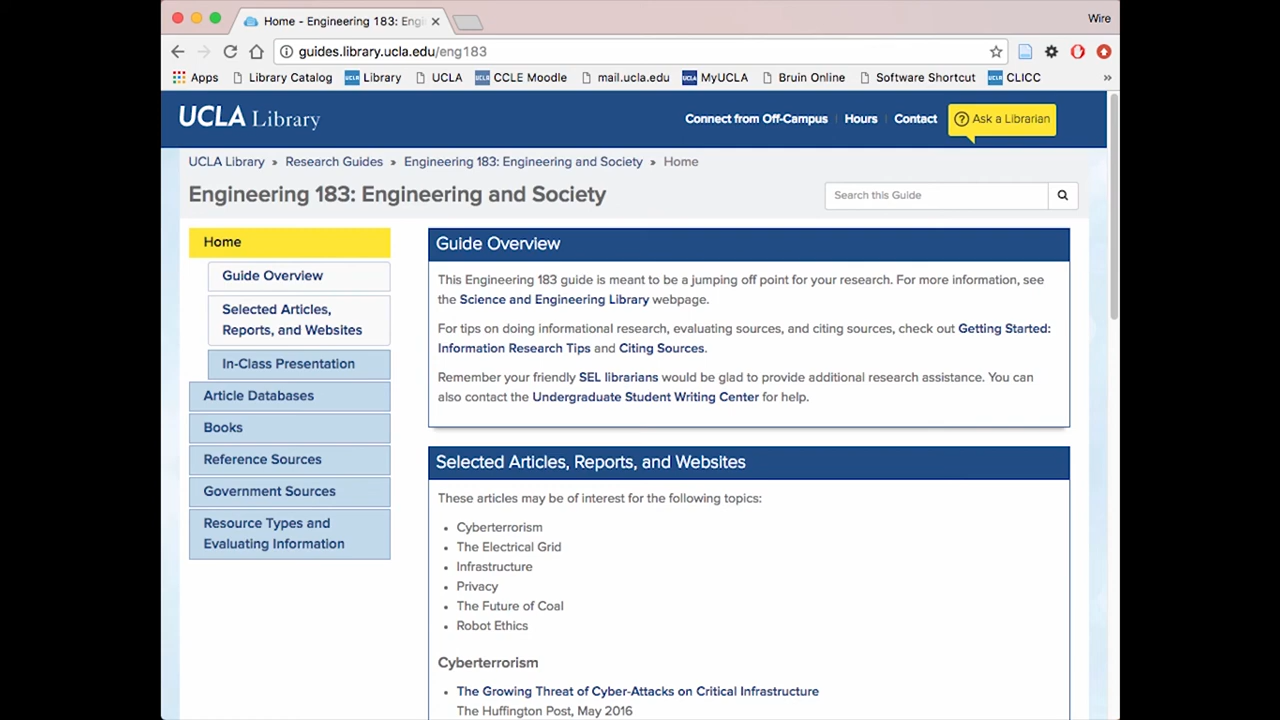 Home - Engineering 183: Engi
Wire
guides.library.ucla.edu/eng183
Apps Library Catalog UCLA Library UCLA UCLA CCLE Moodle mail.ucla.edu UCLA MyUCLA Bruin Online Software Shortcut UCLA CLICC »
UCLA Library
Connect from Off-Campus | Hours | Contact ? Ask a Librarian
UCLA Library » Research Guides » Engineering 183: Engineering and Society » Home
Engineering 183: Engineering and Society
Search this Guide
Home
Guide Overview
Selected Articles,
Reports, and Websites
In-Class Presentation
Article Databases
Books
Reference Sources
Government Sources
Resource Types and
Evaluating Information
Guide Overview
This Engineering 183 guide is meant to be a jumping off point for your research. For more information, see
the Science and Engineering Library webpage.
For tips on doing informational research, evaluating sources, and citing sources, check out Getting Started:
Information Research Tips and Citing Sources.
Remember your friendly SEL librarians would be glad to provide additional research assistance. You can
also contact the Undergraduate Student Writing Center for help.
Selected Articles, Reports, and Websites
These articles may be of interest for the following topics:
• Cyberterrorism
• The Electrical Grid
• Infrastructure
• Privacy
• The Future of Coal
• Robot Ethics
Cyberterrorism
• The Growing Threat of Cyber-Attacks on Critical Infrastructure
The Huffington Post, May 2016